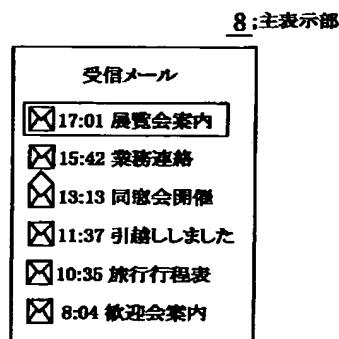 8;主表示部
受信メール
17:01 展覧会案内
15:42 業務連絡
13:13 同窓会開催
11:37 引越ししました
10:35 旅行行程表
8:04 歓迎会案内